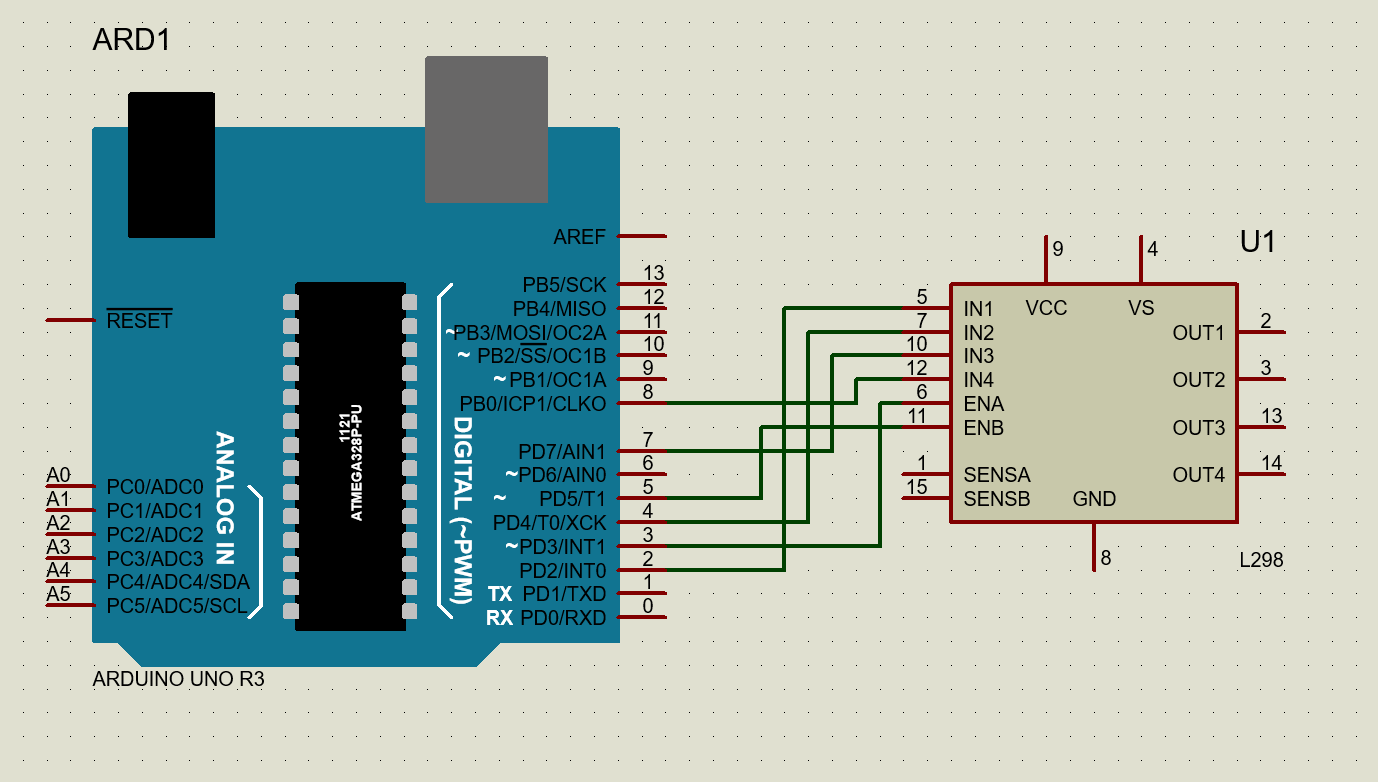 ARD1
AREF
PB5/SCK 13
PB4/MISO 12
~PB3/MOSI/OC2A 11
~ PB2/SS/OC1B 10
~ PB1/OC1A 9
PB0/ICP1/CLKO 8
PD7/AIN1 7
~PD6/AIN0 6
~ PD5/T1 5
PD4/T0/XCK 4
~PD3/INT1 3
PD2/INT0 2
TX PD1/TXD 1
RX PD0/RXD 0
RESET
A0 PC0/ADC0
A1 PC1/ADC1
A2 PC2/ADC2
A3 PC3/ADC3
A4 PC4/ADC4/SDA
A5 PC5/ADC5/SCL
ANALOG IN
1121
ATMEGA328P-PU
DIGITAL (~PWM)
ARDUINO UNO R3
U1
9 VCC
4 VS
5 IN1
7 IN2
10 IN3
12 IN4
6 ENA
11 ENB
1 SENSA
15 SENSB
OUT1 2
OUT2 3
OUT3 13
OUT4 14
GND
8
L298